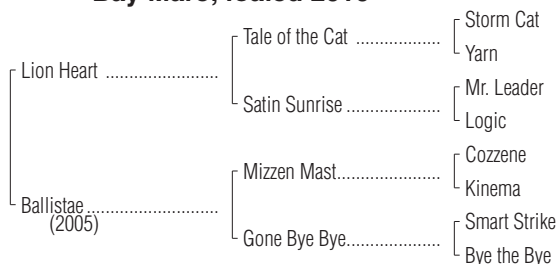 Bay Mare; foaled
Storm Cat
Tale of the Cat ....................
Yarn
Lion Heart ..........................
Mr. Leader
Satin Sunrise ......................
Logic
Cozzene
Mizzen Mast........................
Kinema
Ballistae ..............................
(2005)
Smart Strike
Gone Bye Bye.....................
Bye the Bye